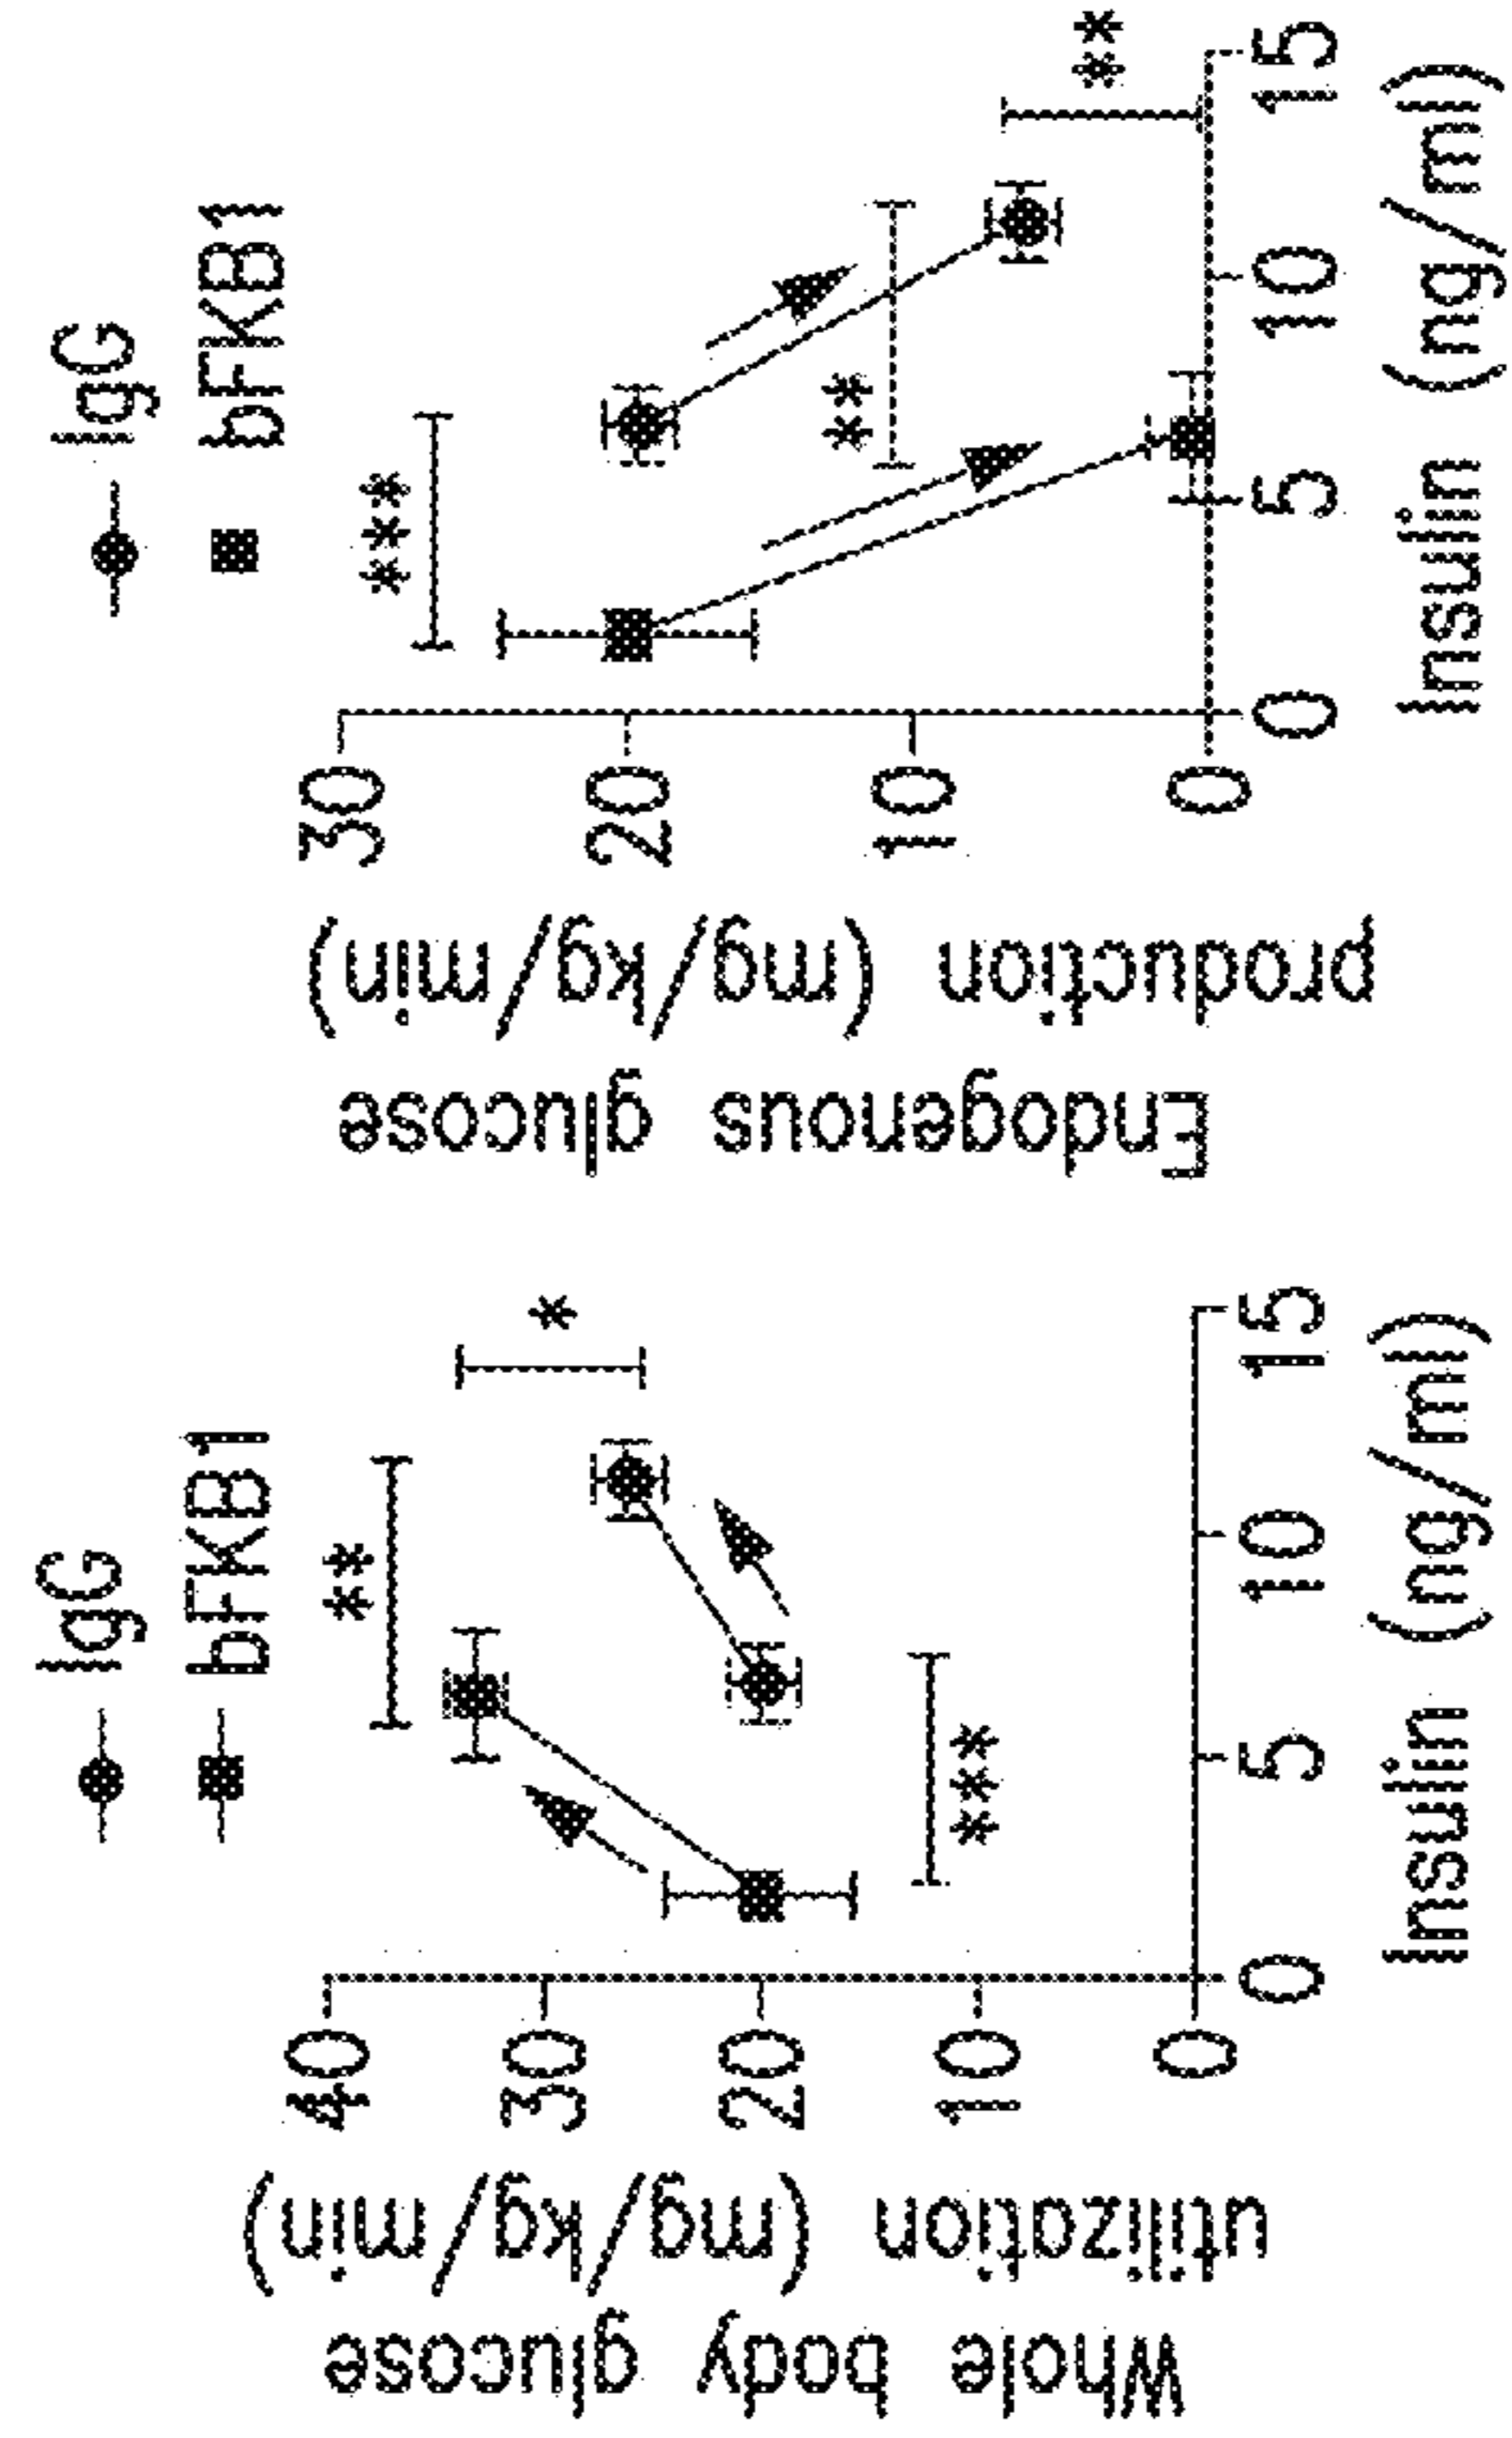 IgG
bFKB1
**
*
***
40
30
20
10
0
0
5
10
15
Whole body glucose
utilization (mg/kg/min)
Insulin (ng/ml)
IgG
bFKB1
***
**
**
30
20
10
0
0
5
10
15
Endogenous glucose
production (mg/kg/min)
Insulin (ng/ml)